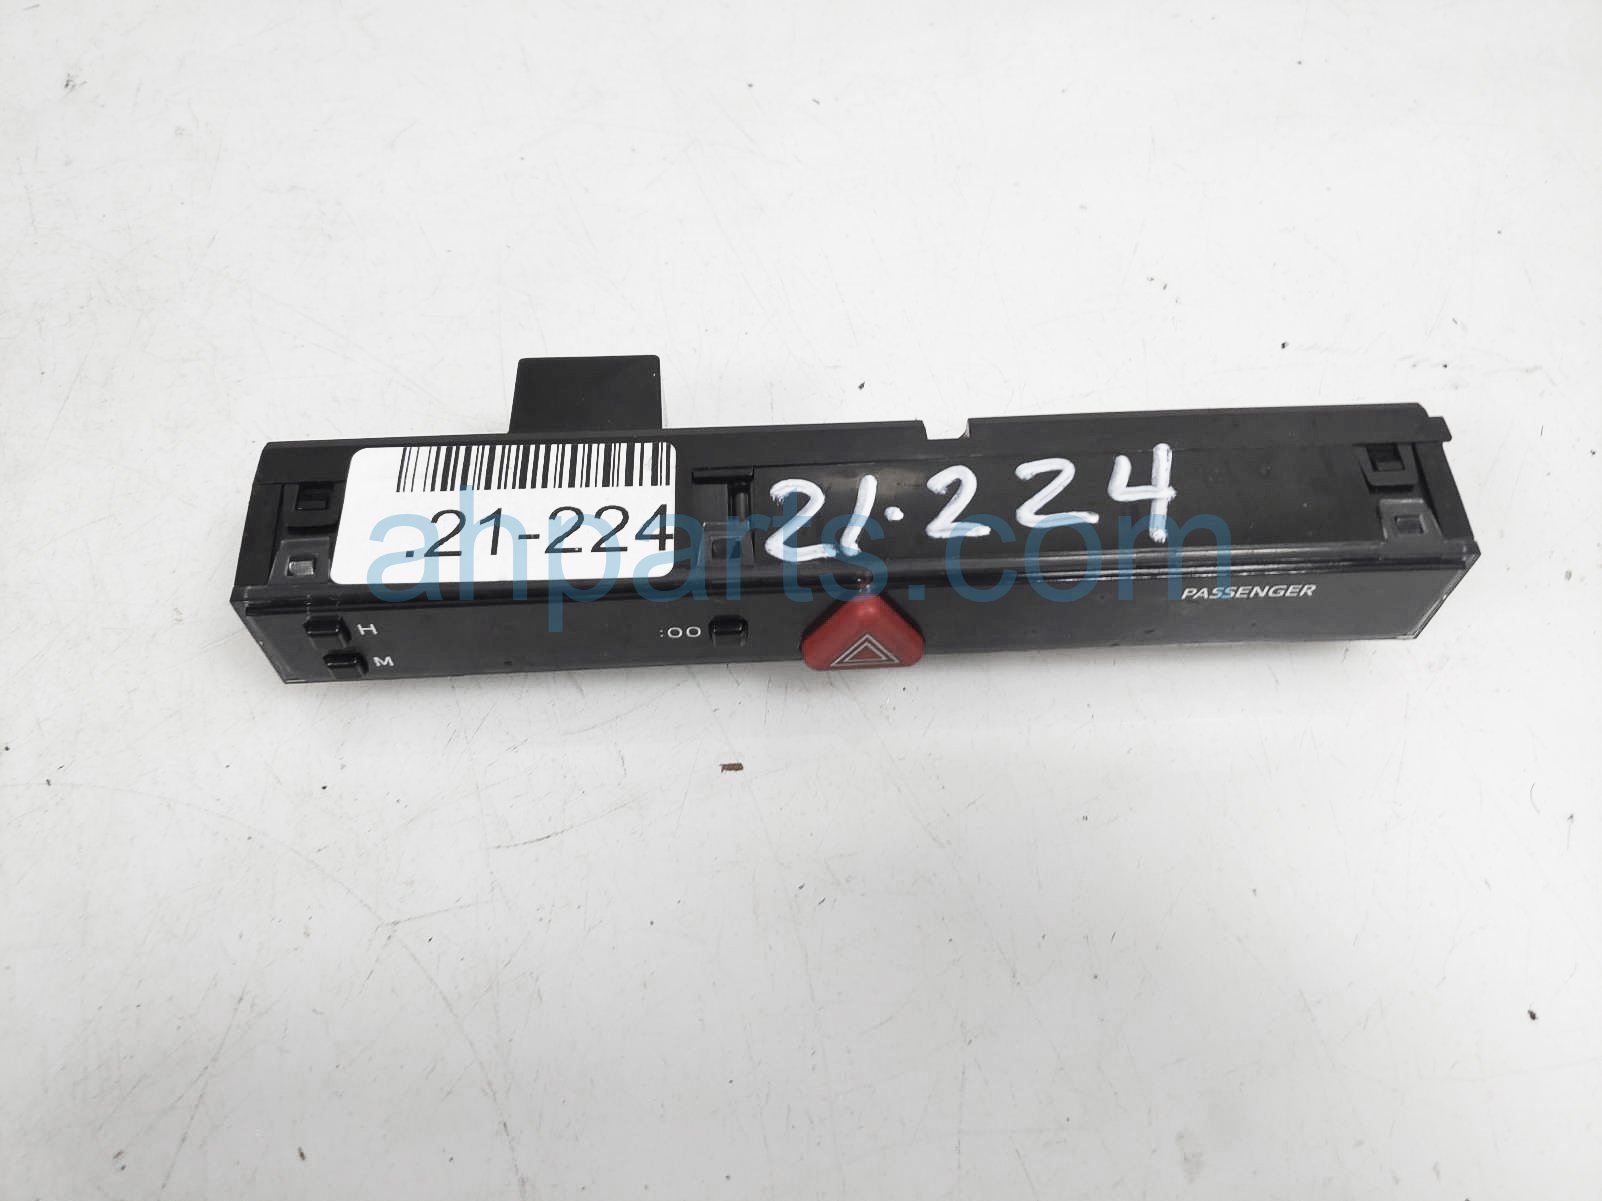 .21-224
21-224
ahparts.com
PASSENGER
H
:00
M